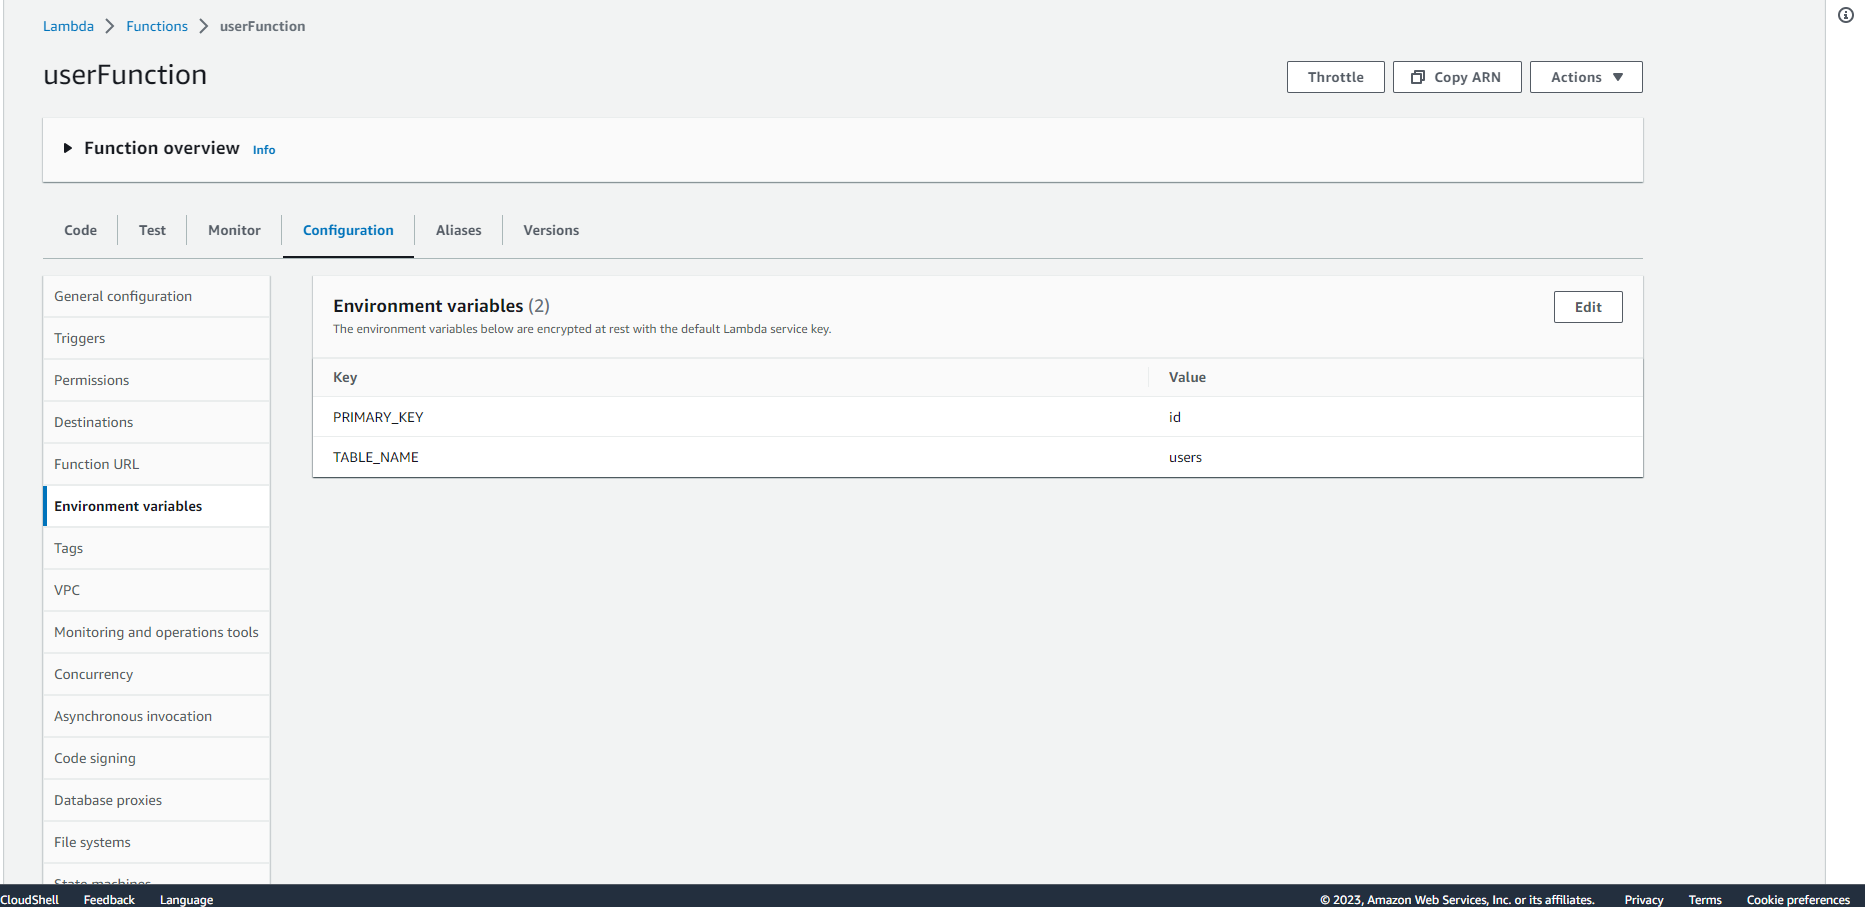 Lambda > Functions > userFunction
userFunction
Throttle
Copy ARN
Actions
Function overview Info
Code
Test
Monitor
Configuration
Aliases
Versions
General configuration
Triggers
Permissions
Destinations
Function URL
Environment variables
Tags
VPC
Monitoring and operations tools
Concurrency
Asynchronous invocation
Code signing
Database proxies
File systems
State machines
Environment variables (2)
The environment variables below are encrypted at rest with the default Lambda service key.
Edit
Key Value
PRIMARY_KEY id
TABLE_NAME users
CloudShell Feedback Language
© 2023, Amazon Web Services, Inc. or its affiliates. Privacy Terms Cookie preferences